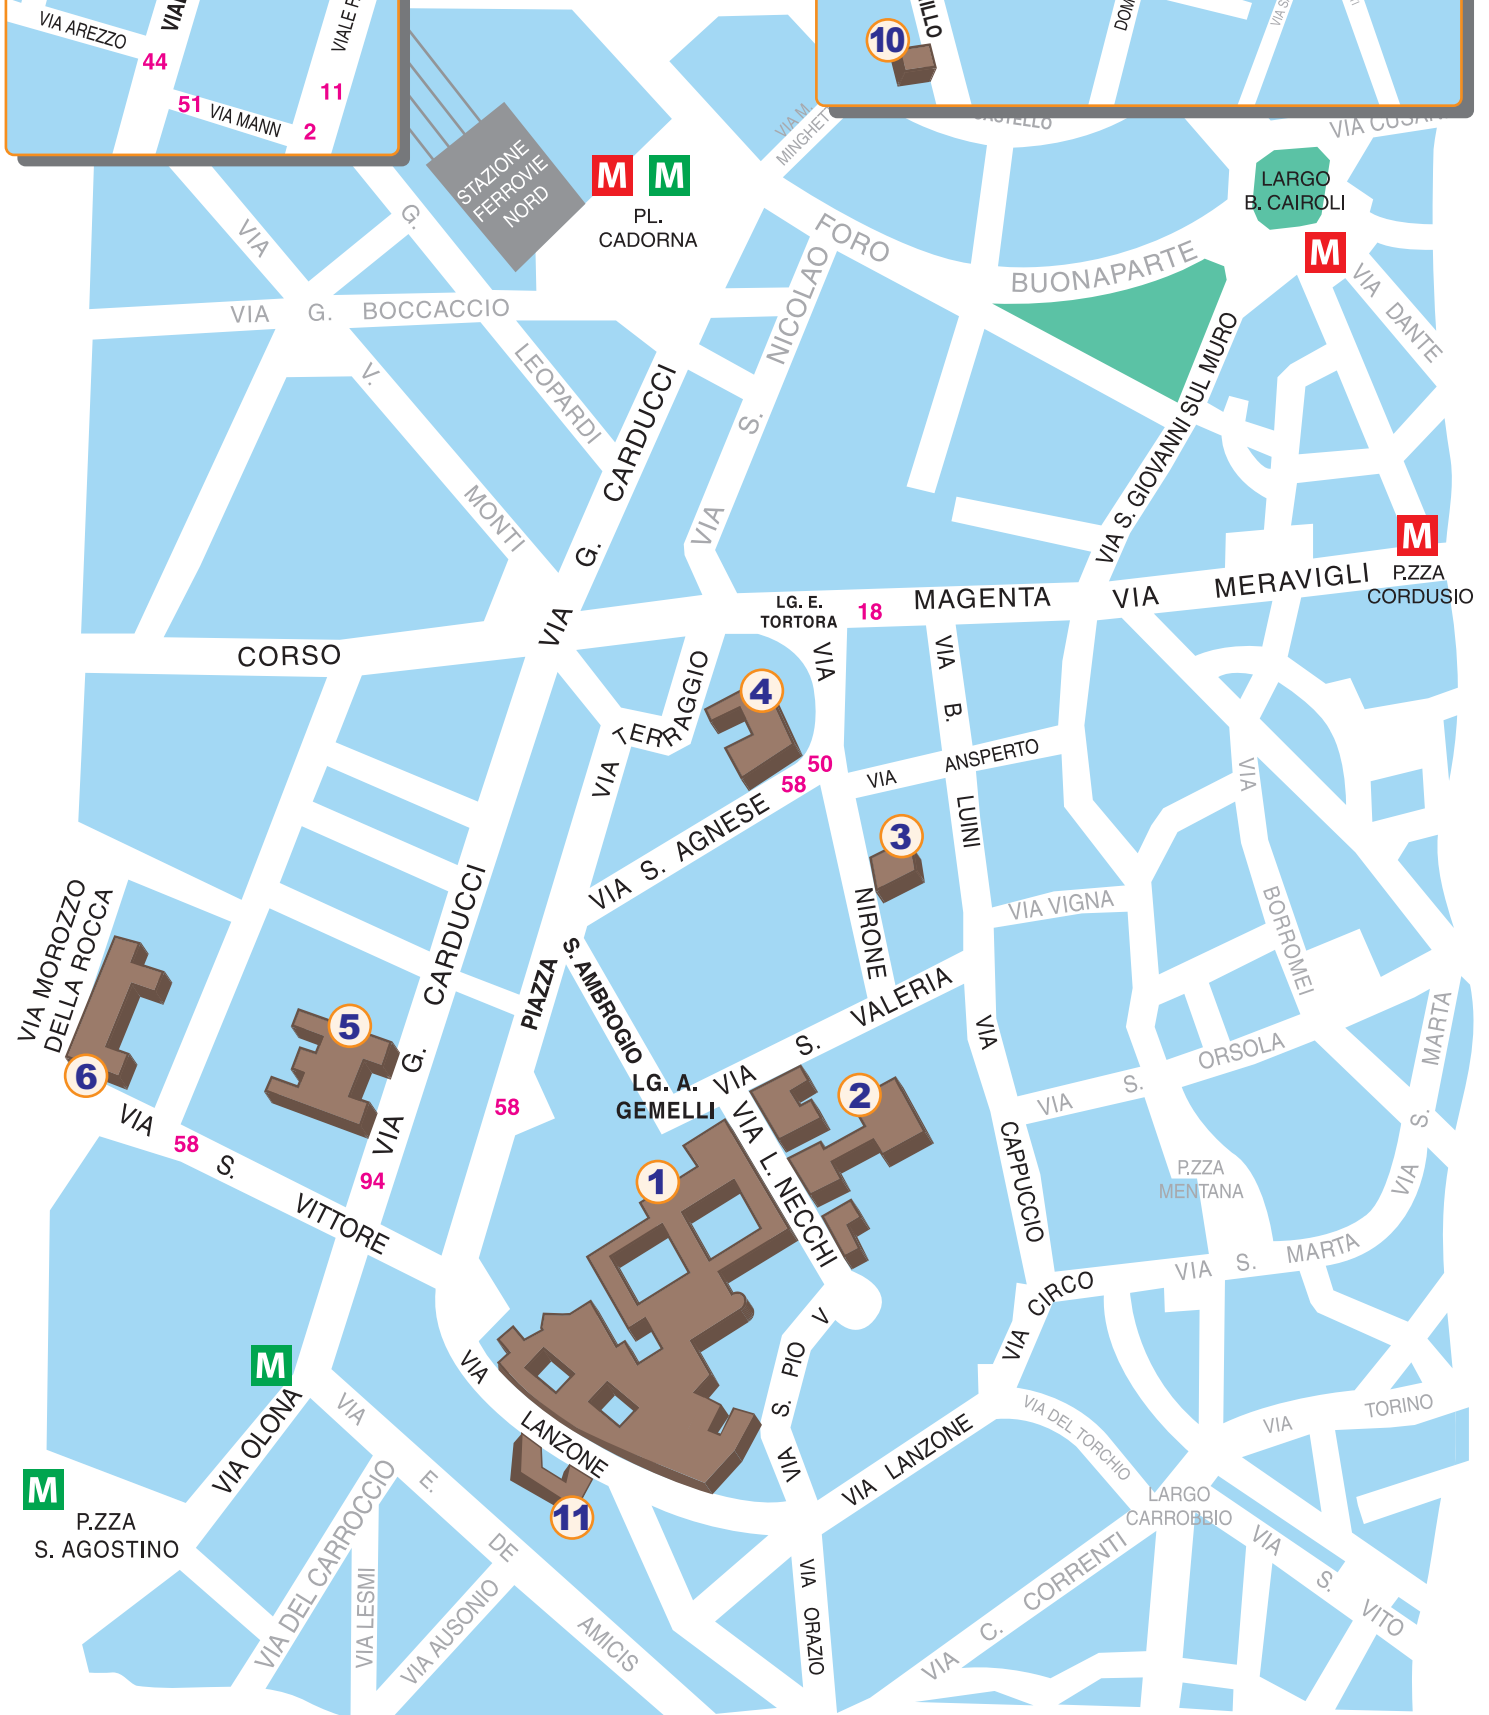 VIA AREZZO
44
51
VIA MANN
2
11
10
VIA M.
MINGHETTI
STAZIONE
FERROVIE
NORD
M M
PL.
CADORNA
LARGO
B. CAIROLI
M
FORO BUONAPARTE
VIA DANTE
VIA G. BOCCACCIO
VIA V. MONTI
G. LEOPARDI
VIA S. NICOLAO
VIA G. CARDUCCI
VIA S. GIOVANNI SUL MURO
M
P.ZZA
CORDUSIO
CORSO MAGENTA
18
VIA MERAVIGLI
LG. E.
TORTORA
VIA TERRAGGIO
4
50
58
VIA S. AGNESE
VIA NIRONE
VIA B. LUINI
VIA ANSPERTO
3
VIA VIGNA
VIA BORROMEI
VIA MOROZZO
DELLA ROCCA
6
5
VIA G. CARDUCCI
PIAZZA S. AMBROGIO
VIA S. VALERIA
LG. A.
GEMELLI
58
58
94
VIA S. VITTORE
1
2
VIA L. NECCHI
VIA CAPPUCCIO
VIA S. ORSOLA
P.ZZA
MENTANA
VIA S. MARTA
VIA S. MARTA
VIA CIRCO
VIA S. PIO V
M
VIA OLONA
VIA LANZONE
11
VIA LANZONE
VIA DEL TORCHIO
VIA TORINO
LARGO
CARROBBIO
M
P.ZZA
S. AGOSTINO
VIA E. DE AMICIS
VIA DEL CARROCCIO
VIA LESMI
VIA AUSONIO
VIA ORAZIO
VIA C. CORRENTI
VIA S. VITO